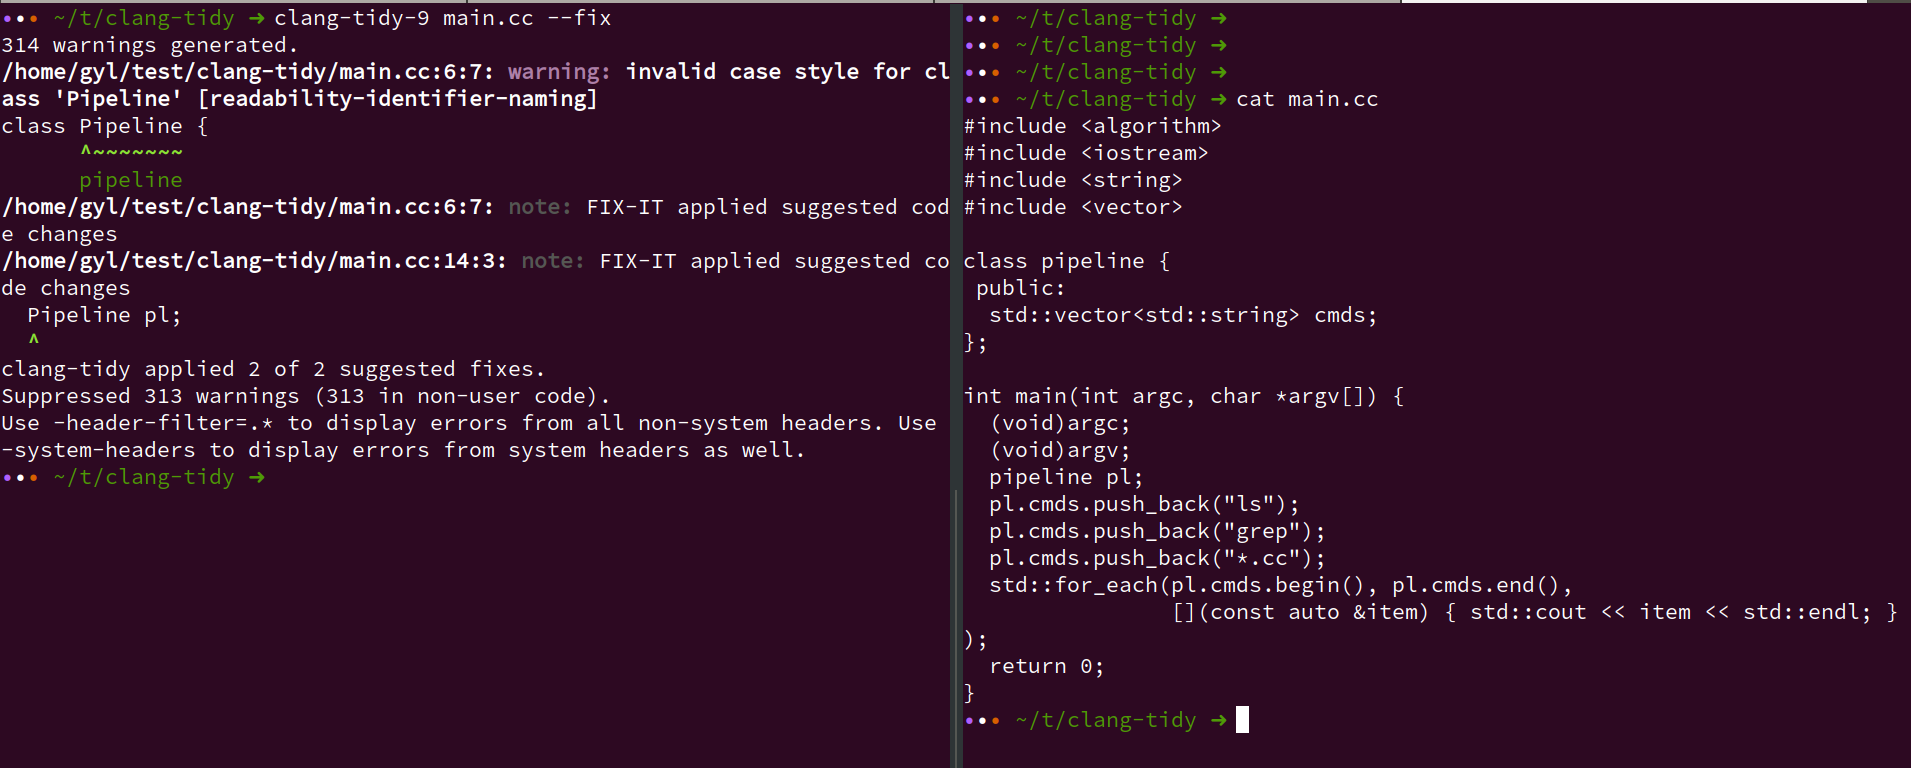 ••• ~/t/clang-tidy ➜ clang-tidy-9 main.cc --fix
314 warnings generated.
/home/gyl/test/clang-tidy/main.cc:6:7: warning: invalid case style for cl
ass 'Pipeline' [readability-identifier-naming]
class Pipeline {
      ^~~~~~~~
      pipeline
/home/gyl/test/clang-tidy/main.cc:6:7: note: FIX-IT applied suggested cod
e changes
/home/gyl/test/clang-tidy/main.cc:14:3: note: FIX-IT applied suggested co
de changes
  Pipeline pl;
  ^
clang-tidy applied 2 of 2 suggested fixes.
Suppressed 313 warnings (313 in non-user code).
Use -header-filter=.* to display errors from all non-system headers. Use
-system-headers to display errors from system headers as well.
••• ~/t/clang-tidy ➜
••• ~/t/clang-tidy ➜
••• ~/t/clang-tidy ➜
••• ~/t/clang-tidy ➜
••• ~/t/clang-tidy ➜ cat main.cc
#include <algorithm>
#include <iostream>
#include <string>
#include <vector>

class pipeline {
 public:
  std::vector<std::string> cmds;
};

int main(int argc, char *argv[]) {
  (void)argc;
  (void)argv;
  pipeline pl;
  pl.cmds.push_back("ls");
  pl.cmds.push_back("grep");
  pl.cmds.push_back("*.cc");
  std::for_each(pl.cmds.begin(), pl.cmds.end(),
                [](const auto &item) { std::cout << item << std::endl; }
);
  return 0;
}
••• ~/t/clang-tidy ➜